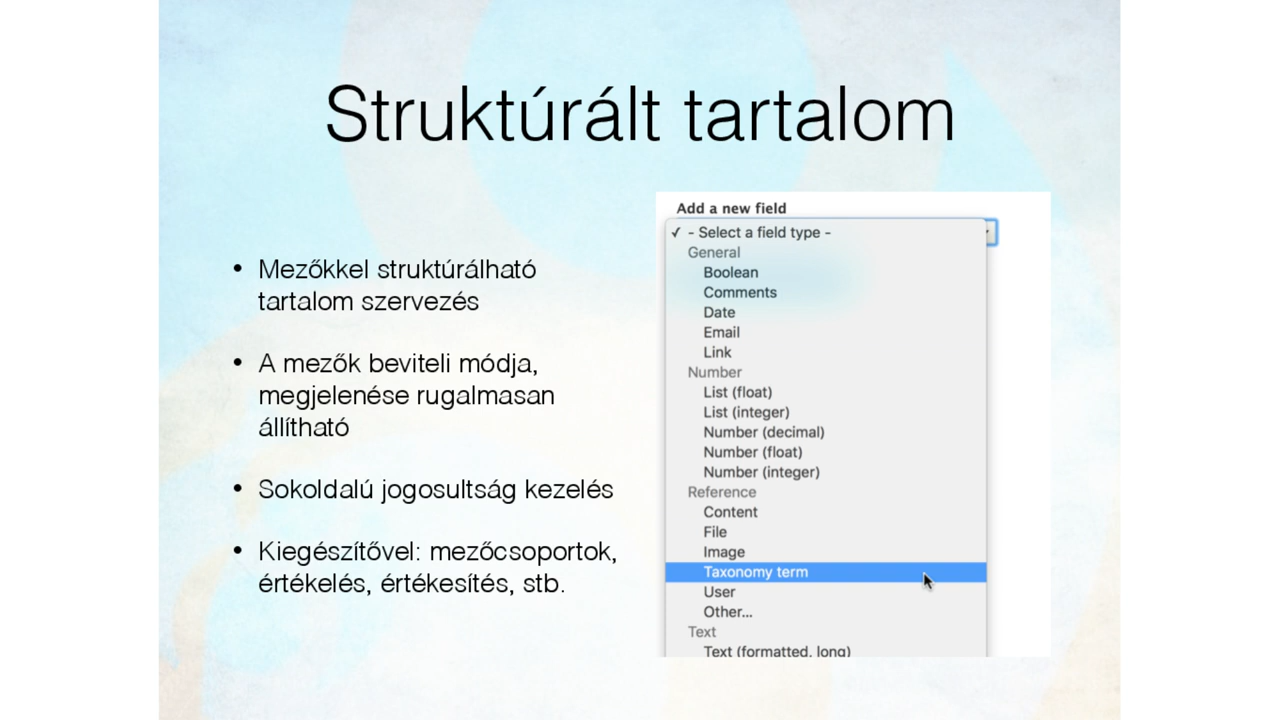 Struktúrált tartalom
• Mezőkkel struktúrálható
tartalom szervezés
• A mezők beviteli módja,
megjelenése rugalmasan
állítható
• Sokoldalú jogosultság kezelés
• Kiegészítővel: mezőcsoportok,
értékelés, értékesítés, stb.
Add a new field
✓ - Select a field type -
General
Boolean
Comments
Date
Email
Link
Number
List (float)
List (integer)
Number (decimal)
Number (float)
Number (integer)
Reference
Content
File
Image
Taxonomy term
User
Other...
Text
Text (formatted, long)